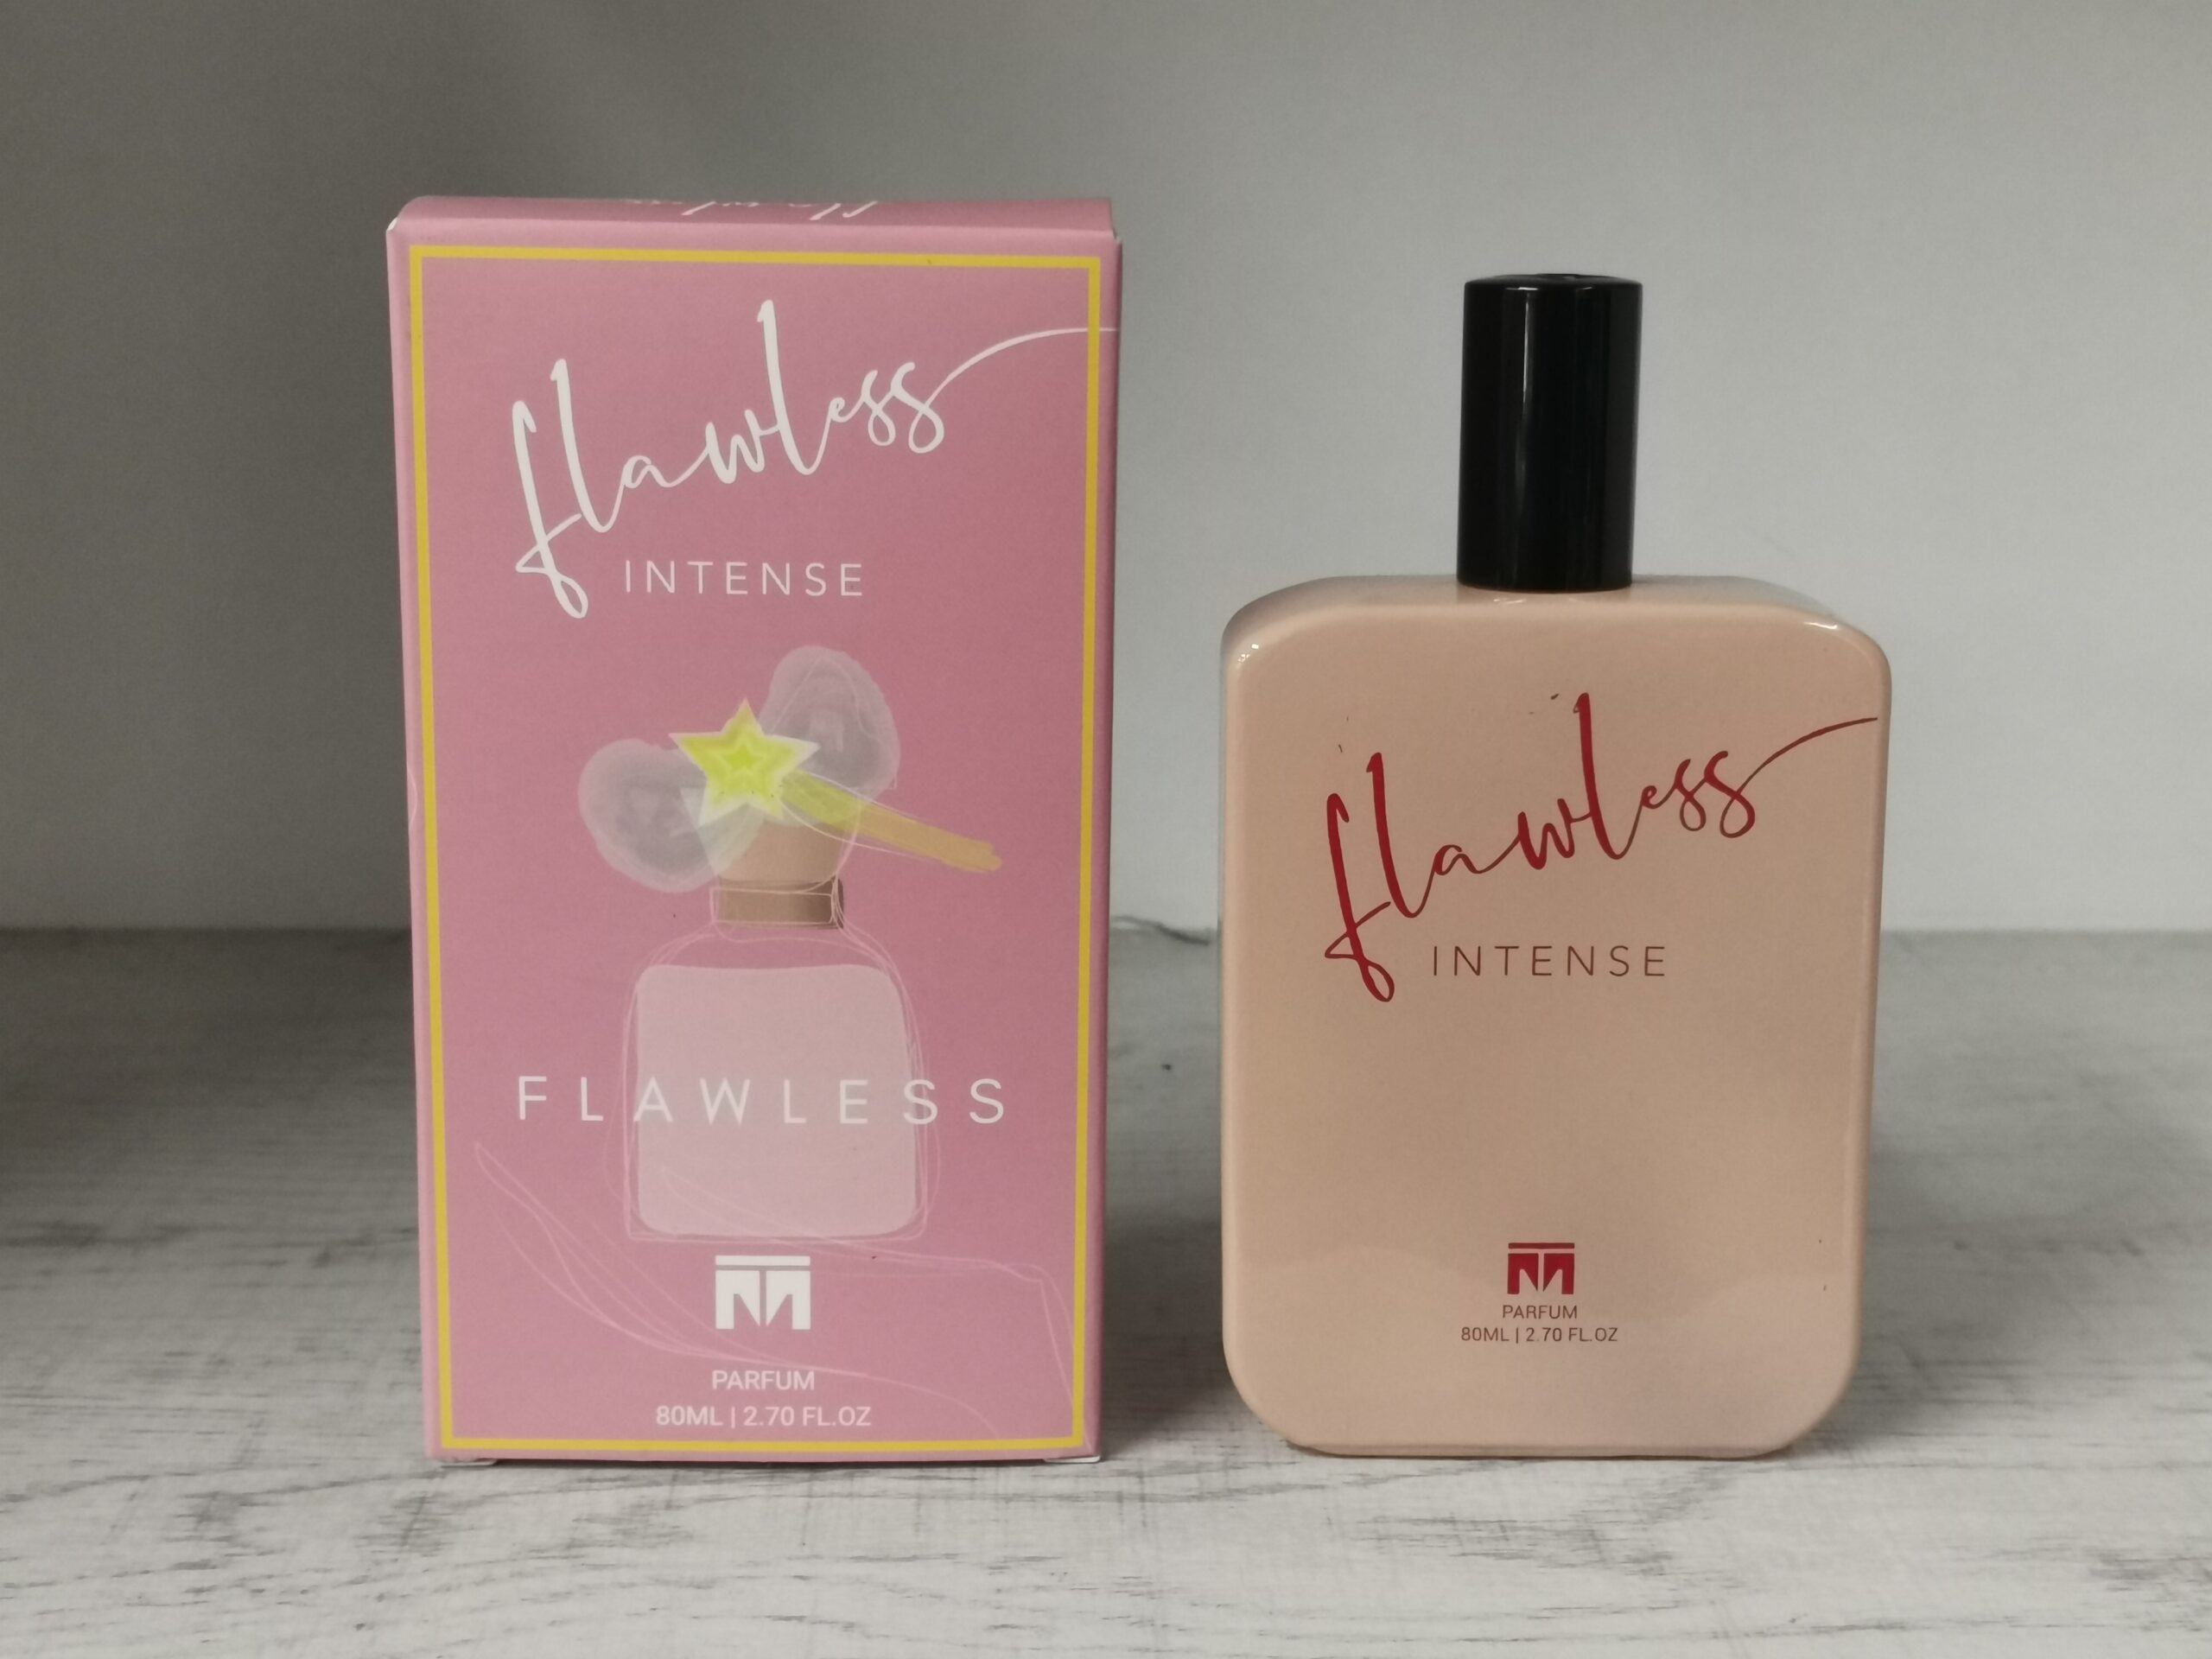 flawless
INTENSE
FLAWLESS
PARFUM
80ML | 2.70 FL.OZ
flawless
INTENSE
PARFUM
80ML | 2.70 FL.OZ